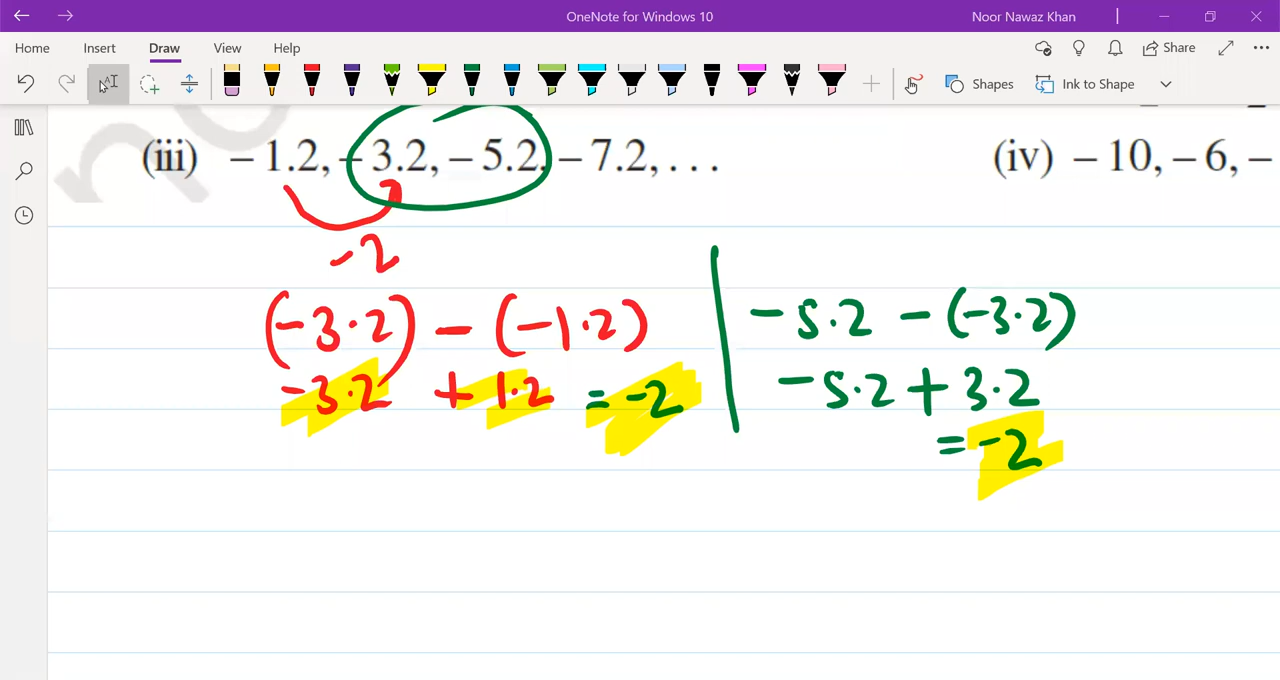 OneNote for Windows 10
Noor Nawaz Khan
Home Insert Draw View Help
Share
Shapes
Ink to Shape
(iii) – 1.2, – 3.2, – 5.2, – 7.2, . . .
(iv) – 10, – 6, –
-2
(-3.2) - (-1.2)
-3.2 + 1.2 = -2
-5.2 - (-3.2)
-5.2 + 3.2
= -2